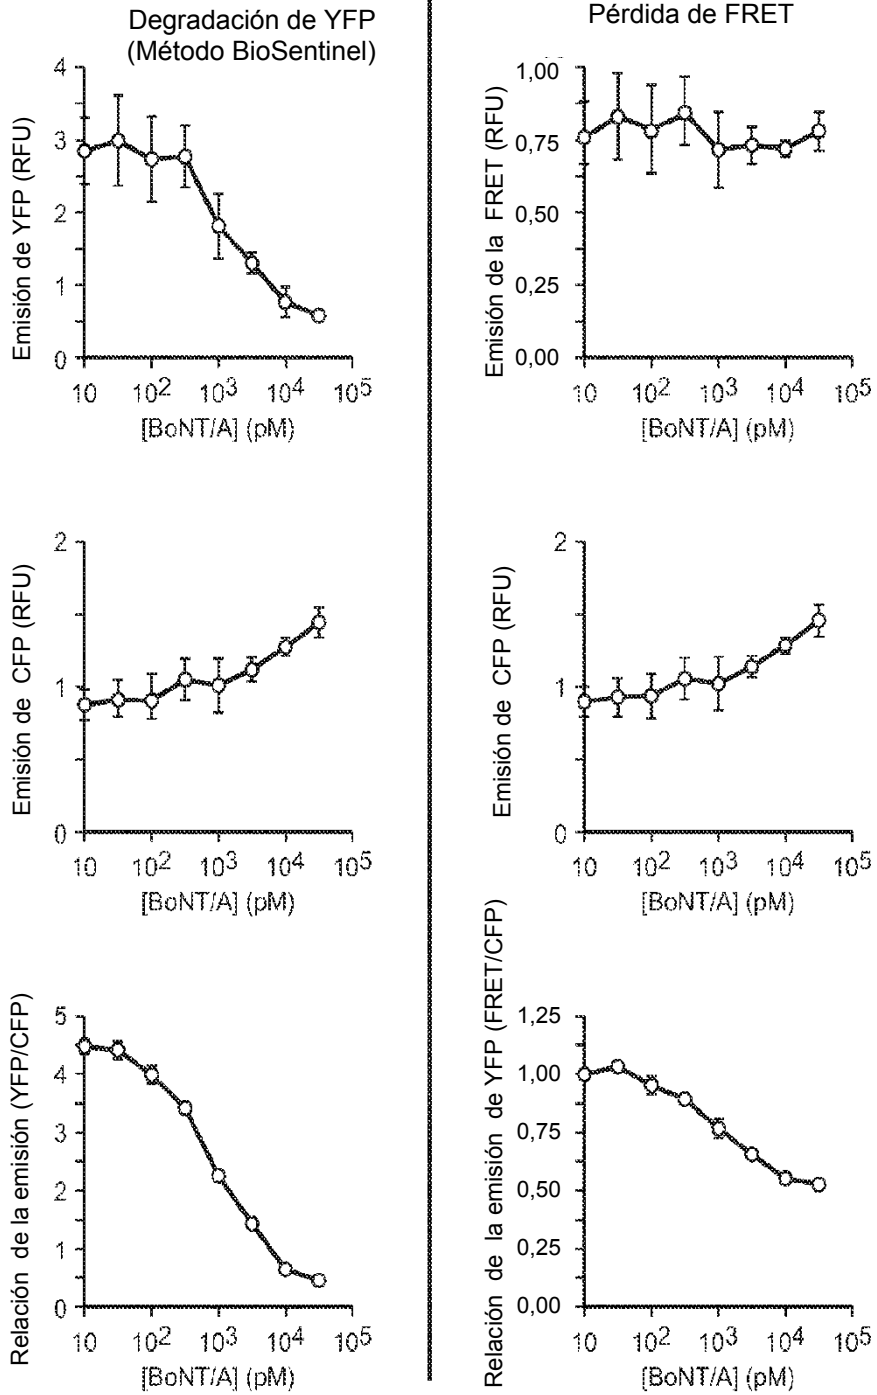 Degradación de YFP
(Método BioSentinel)
Emisión de YFP (RFU)
4
3
2
1
0
10 10² 10³ 10⁴ 10⁵
[BoNT/A] (pM)
Pérdida de FRET
Emisión de la FRET (RFU)
1,00
0,75
0,50
0,25
0,00
10 10² 10³ 10⁴ 10⁵
[BoNT/A] (pM)
Emisión de CFP (RFU)
2
1
0
10 10² 10³ 10⁴ 10⁵
[BoNT/A] (pM)
Emisión de CFP (RFU)
2
1
0
10 10² 10³ 10⁴ 10⁵
[BoNT/A] (pM)
Relación de la emisión (YFP/CFP)
5
4
3
2
1
0
10 10² 10³ 10⁴ 10⁵
[BoNT/A] (pM)
Relación de la emisión de YFP (FRET/CFP)
1,25
1,00
0,75
0,50
0,25
0,00
10 10² 10³ 10⁴ 10⁵
[BoNT/A] (pM)